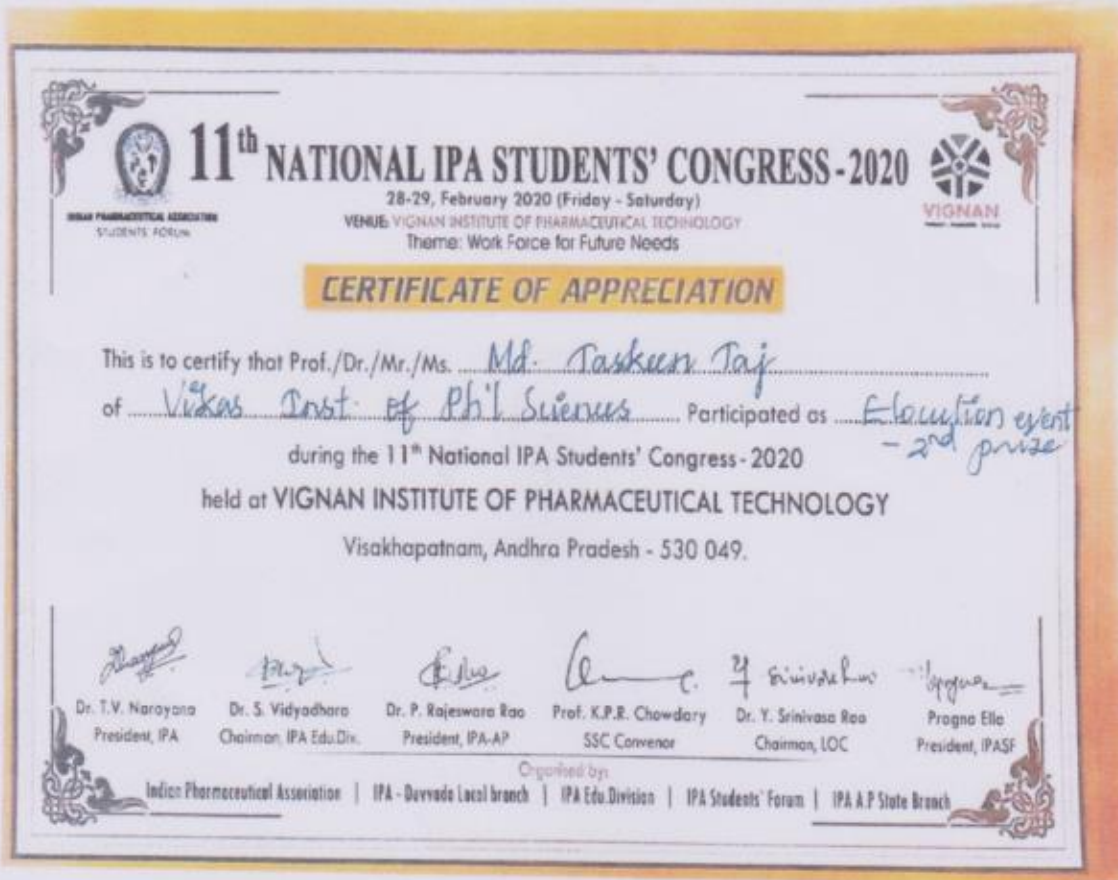 11th NATIONAL IPA STUDENTS' CONGRESS - 2020
28-29, February 2020 (Friday - Saturday)
VENUE: VIGNAN INSTITUTE OF PHARMACEUTICAL TECHNOLOGY
Theme: Work Force for Future Needs
INDIAN PHARMACEUTICAL ASSOCIATION
STUDENTS' FORUM
VIGNAN
CERTIFICATE OF APPRECIATION
This is to certify that Prof./Dr./Mr./Ms. Md. Taskeen Taj
of Vikas Inst. of Ph'l Sciences Participated as Elocution event
- 2nd prize
during the 11th National IPA Students' Congress - 2020
held at VIGNAN INSTITUTE OF PHARMACEUTICAL TECHNOLOGY
Visakhapatnam, Andhra Pradesh - 530 049.
Dr. T.V. Narayana Dr. S. Vidyadhara Dr. P. Rajeswara Rao Prof. K.P.R. Chowdary Dr. Y. Srinivasa Rao Pragna Ella
President, IPA Chairman, IPA Edu.Div. President, IPA-AP SSC Convenor Chairman, LOC President, IPASF
Organised by:
Indian Pharmaceutical Association | IPA - Duvvada Local branch | IPA Edu.Division | IPA Students' Forum | IPA A.P State Branch